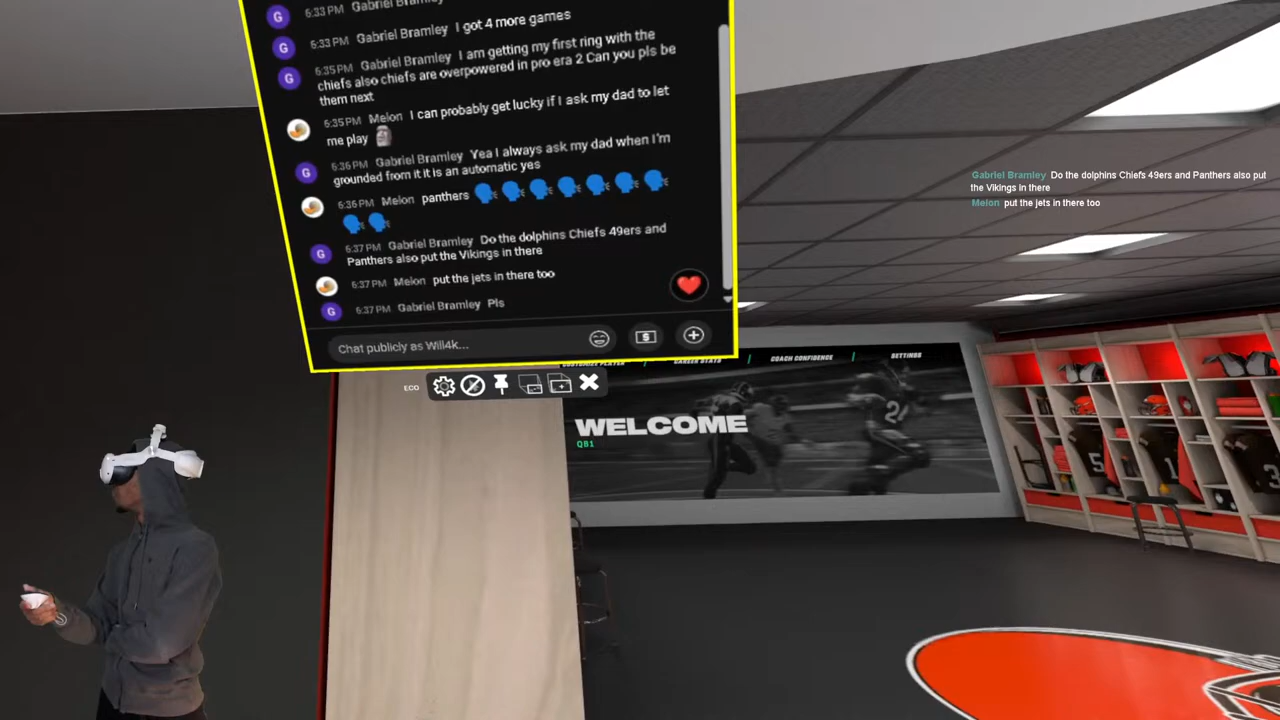 6:33 PM Gabriel Bramley
6:33 PM Gabriel Bramley I got 4 more games
6:35 PM Gabriel Bramley I am getting my first ring with the
chiefs also chiefs are overpowered in pro era 2 Can you pls be
them next
6:35 PM Melon I can probably get lucky if I ask my dad to let
me play
6:36 PM Gabriel Bramley Yea I always ask my dad when I'm
grounded from it it is an automatic yes
6:36 PM Melon panthers
6:37 PM Gabriel Bramley Do the dolphins Chiefs 49ers and
Panthers also put the Vikings in there
6:37 PM Melon put the jets in there too
6:37 PM Gabriel Bramley Pls
Chat publicly as Will4k...
ECO
Gabriel Bramley Do the dolphins Chiefs 49ers and Panthers also put
the Vikings in there
Melon put the jets in there too
CUSTOMIZE PLAYER CAREER STATS COACH CONFIDENCE SETTINGS
WELCOME
QB1
2
5
1
3